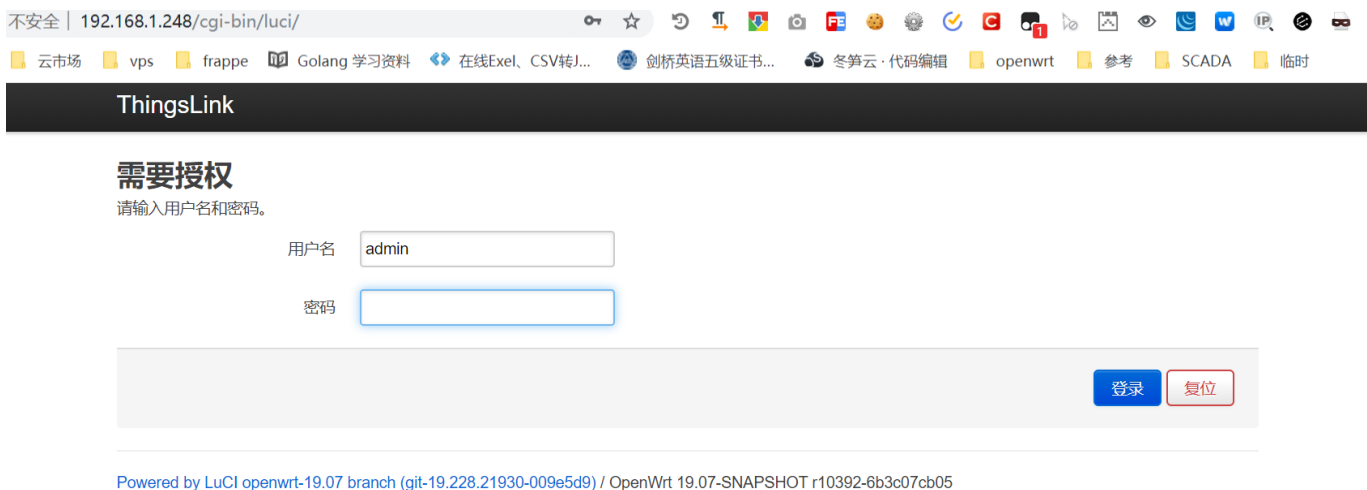 不安全 | 192.168.1.248/cgi-bin/luci/
云市场 vps frappe Golang 学习资料 在线Exel、CSV转J... 剑桥英语五级证书... 冬笋云 · 代码编辑 openwrt 参考 SCADA 临时
ThingsLink
需要授权
请输入用户名和密码。
用户名 admin
密码
登录 复位
Powered by LuCI openwrt-19.07 branch (git-19.228.21930-009e5d9) / OpenWrt 19.07-SNAPSHOT r10392-6b3c07cb05